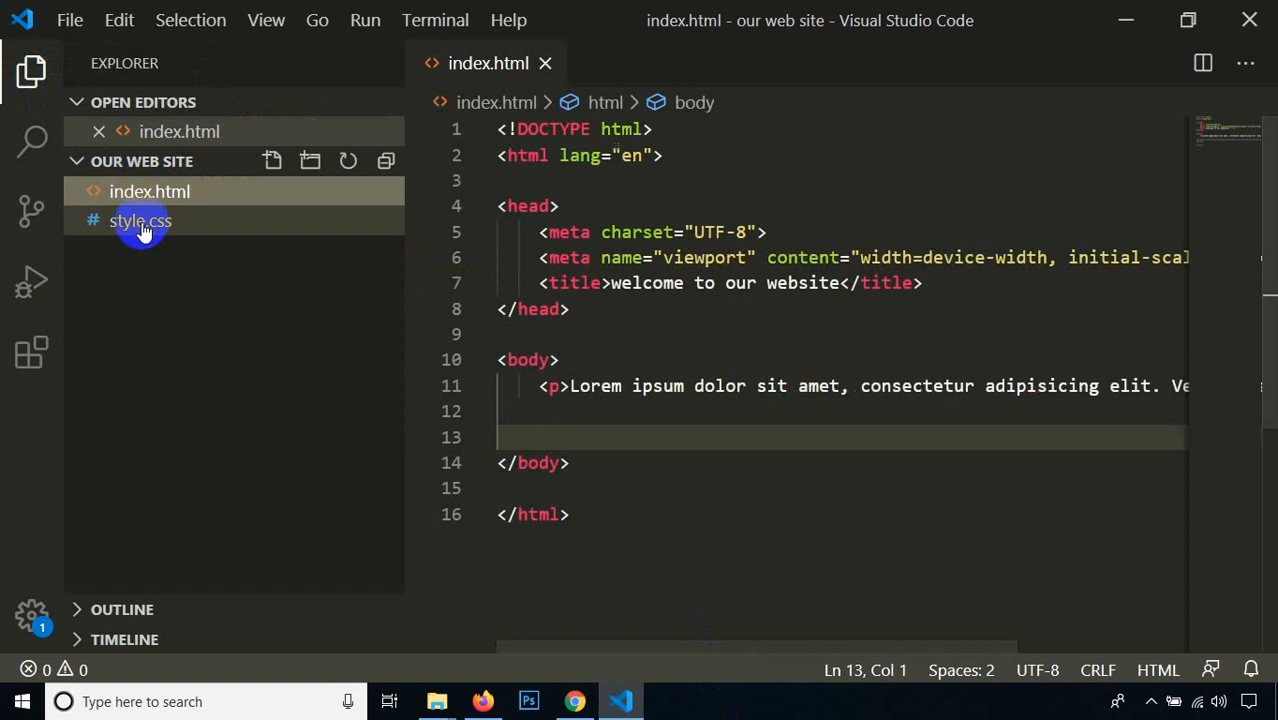 File Edit Selection View Go Run Terminal Help index.html - our web site - Visual Studio Code
EXPLORER
index.html
OPEN EDITORS
index.html > html > body
index.html
OUR WEB SITE
index.html
style.css
1 <!DOCTYPE html>
2 <html lang="en">
3
4 <head>
5 <meta charset="UTF-8">
6 <meta name="viewport" content="width=device-width, initial-scal
7 <title>welcome to our website</title>
8 </head>
9
10 <body>
11 <p>Lorem ipsum dolor sit amet, consectetur adipisicing elit. Ve
12
13
14 </body>
15
16 </html>
OUTLINE
TIMELINE
1
0 0 Ln 13, Col 1 Spaces: 2 UTF-8 CRLF HTML
Type here to search
Ps